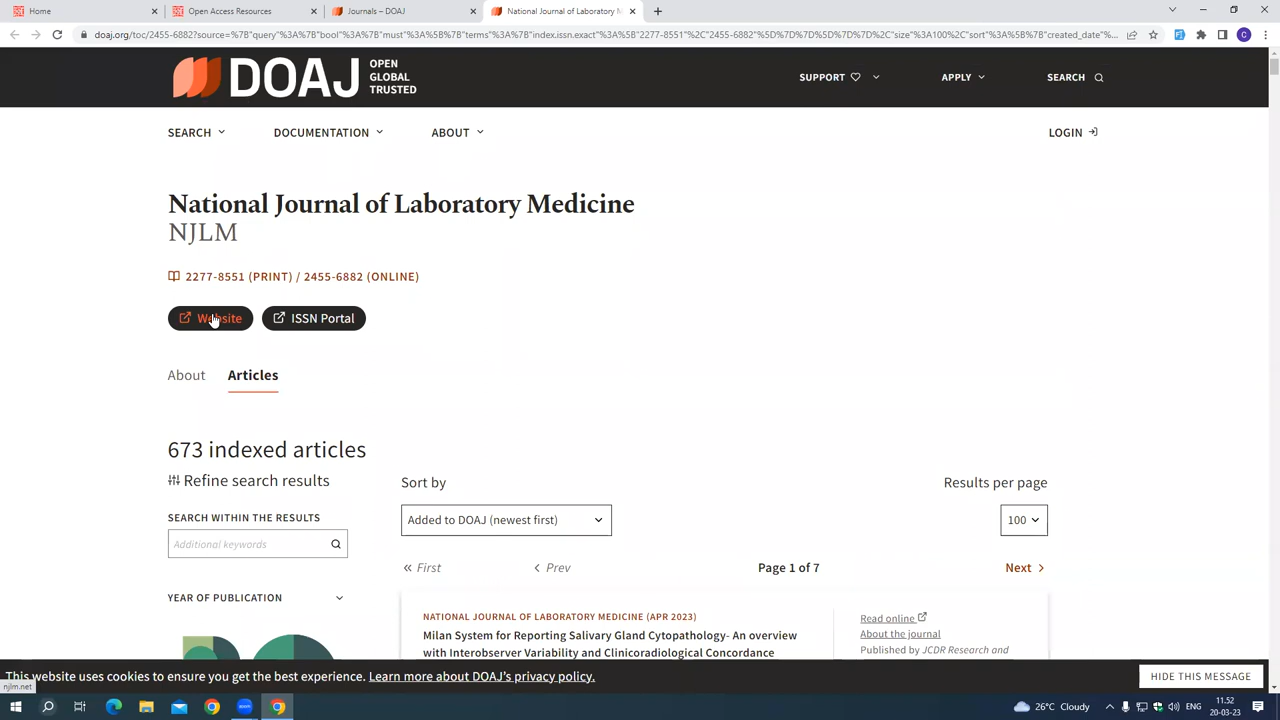 Home
Open Access Resources
Journals – DOAJ
National Journal of Laboratory M
doaj.org/toc/2455-6882?source=%7B"query"%3A%7B"bool"%3A%7B"must"%3A%5B%7B"terms"%3A%7B"index.issn.exact"%3A%5B"2277-8551"%2C"2455-6882"%5D%7D%7D%5D%7D%7D%2C"size"%3A100%2C"sort"%3A%5B%7B"created_date"%...
DOAJ
OPEN
GLOBAL
TRUSTED
SUPPORT
APPLY
SEARCH
SEARCH
DOCUMENTATION
ABOUT
LOGIN
National Journal of Laboratory Medicine
NJLM
2277-8551 (PRINT) / 2455-6882 (ONLINE)
Website
ISSN Portal
About
Articles
673 indexed articles
Refine search results
Sort by
Results per page
SEARCH WITHIN THE RESULTS
Added to DOAJ (newest first)
100
Additional keywords
« First
Prev
Page 1 of 7
Next
YEAR OF PUBLICATION
NATIONAL JOURNAL OF LABORATORY MEDICINE (APR 2023)
Milan System for Reporting Salivary Gland Cytopathology- An overview
with Interobserver Variability and Clinicoradiological Concordance
Read online
About the journal
Published by JCDR Research and
This website uses cookies to ensure you get the best experience. Learn more about DOAJ's privacy policy.
HIDE THIS MESSAGE
njlm.net
zoom
26°C Cloudy
ENG
11.52
20-03-23